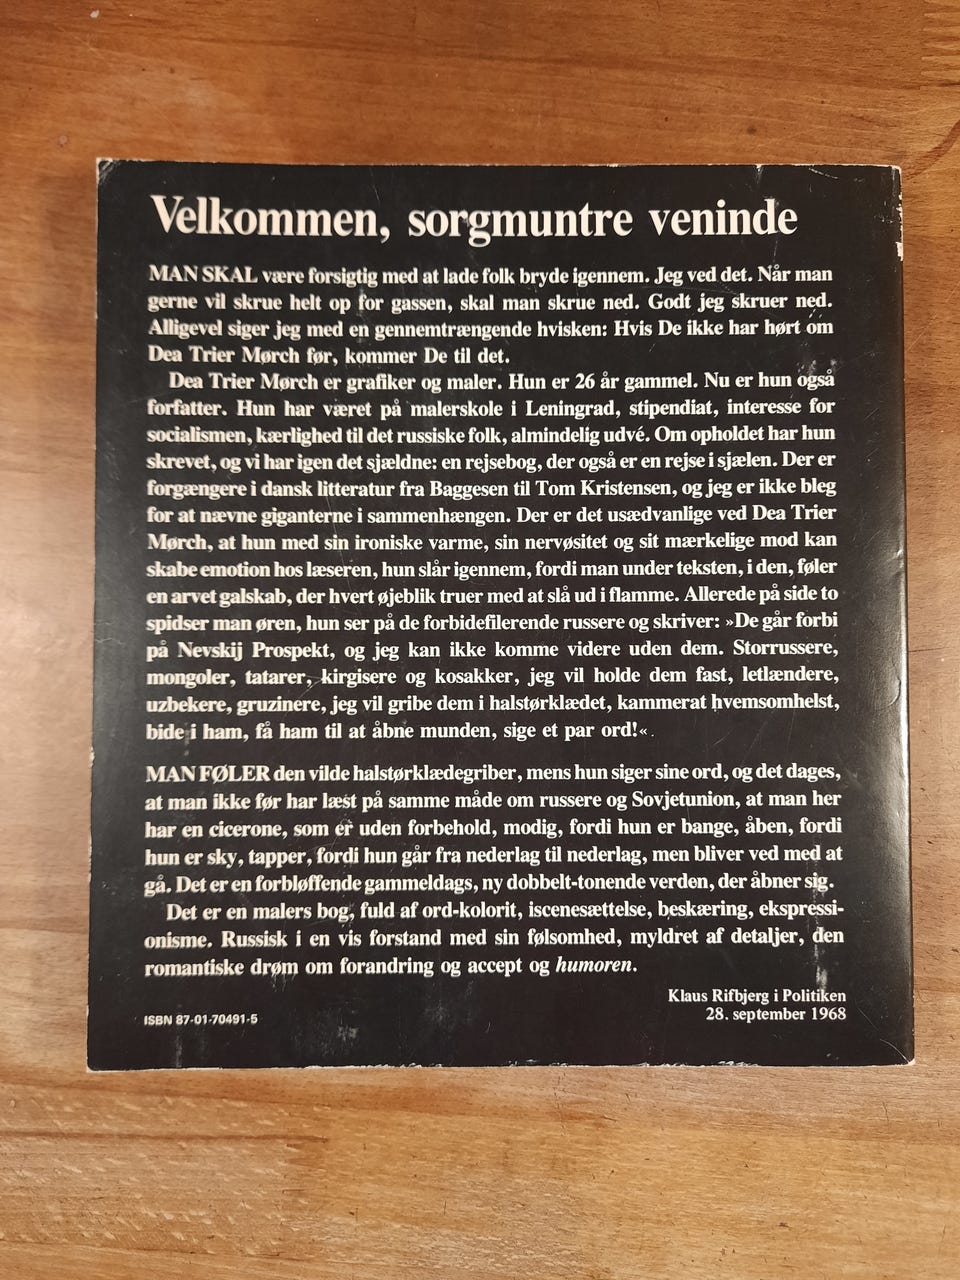 Velkommen, sorgmuntre veninde
MAN SKAL være forsigtig med at lade folk bryde igennem. Jeg ved det. Når man
gerne vil skrue helt op for gassen, skal man skrue ned. Godt jeg skruer ned.
Alligevel siger jeg med en gennemtrængende hvisken: Hvis De ikke har hørt om
Dea Trier Mørch før, kommer De til det.
Dea Trier Mørch er grafiker og maler. Hun er 26 år gammel. Nu er hun også
forfatter. Hun har været på malerskole i Leningrad, stipendiat, interesse for
socialismen, kærlighed til det russiske folk, almindelig udvé. Om opholdet har hun
skrevet, og vi har igen det sjældne: en rejsebog, der også er en rejse i sjælen. Der er
forgængere i dansk litteratur fra Baggesen til Tom Kristensen, og jeg er ikke bleg
for at nævne giganterne i sammenhængen. Der er det usædvanlige ved Dea Trier
Mørch, at hun med sin ironiske varme, sin nervøsitet og sit mærkelige mod kan
skabe emotion hos læseren, hun slår igennem, fordi man under teksten, i den, føler
en arvet galskab, der hvert øjeblik truer med at slå ud i flamme. Allerede på side to
spidser man øren, hun ser på de forbidefilerende russere og skriver: »De går forbi
på Nevskij Prospekt, og jeg kan ikke komme videre uden dem. Storrussere,
mongoler, tatarer, kirgisere og kosakker, jeg vil holde dem fast, letlændere,
uzbekere, gruzinere, jeg vil gribe dem i halstørklædet, kammerat hvemsomhelst,
bide i ham, få ham til at åbne munden, sige et par ord!«.
MAN FØLER den vilde halstørklædegriber, mens hun siger sine ord, og det dages,
at man ikke før har læst på samme måde om russere og Sovjetunion, at man her
har en cicerone, som er uden forbehold, modig, fordi hun er bange, åben, fordi
hun er sky, tapper, fordi hun går fra nederlag til nederlag, men bliver ved med at
gå. Det er en forbløffende gammeldags, ny dobbelt-tonende verden, der åbner sig.
Det er en malers bog, fuld af ord-kolorit, iscenesættelse, beskæring, ekspressi-
onisme. Russisk i en vis forstand med sin følsomhed, myldret af detaljer, den
romantiske drøm om forandring og accept og humoren.
Klaus Rifbjerg i Politiken
28. september 1968
ISBN 87-01-70491-5